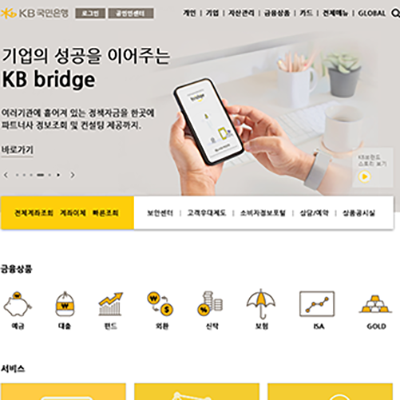 KB 국민은행
로그인
공인인증센터
개인 | 기업 | 자산관리 | 금융상품 | 카드 | 전체메뉴 | GLOBAL
기업의 성공을 이어주는
KB bridge
여러기관에 흩어져 있는 정책자금을 한곳에
파트너사 정보조회 및 컨설팅 제공까지.
바로가기
bridge
스토리 보기
전체계좌조회 계좌이체 빠른조회
보안센터 | 고객우대제도 | 소비자정보포털 | 상담/예약 | 상품공시실
금융상품
예금
대출
펀드
외환
신탁
보험
ISA
GOLD
서비스